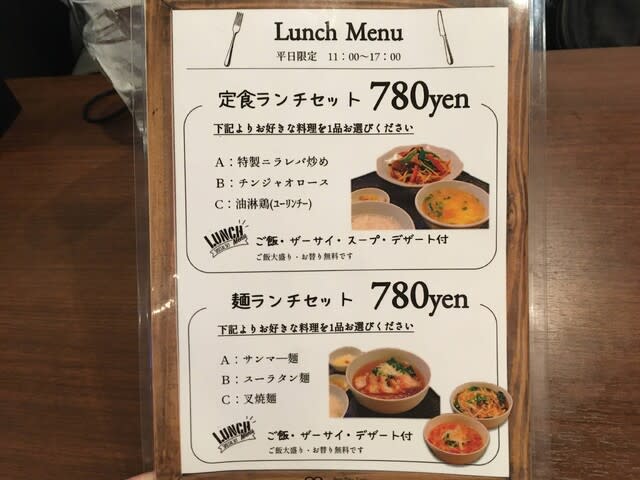 Lunch Menu
平日限定 11:00〜17:00
定食ランチセット 780yen
下記よりお好きな料理を1品お選びください
A：特製ニラレバ炒め
B：チンジャオロース
C：油淋鶏(ユーリンチー)
LUNCH
ご飯・ザーサイ・スープ・デザート付
ご飯大盛り・お替り無料です
麺ランチセット 780yen
下記よりお好きな料理を1品お選びください
A：サンマー麺
B：スーラタン麺
C：叉焼麺
LUNCH
ご飯・ザーサイ・デザート付
ご飯大盛り・お替り無料です